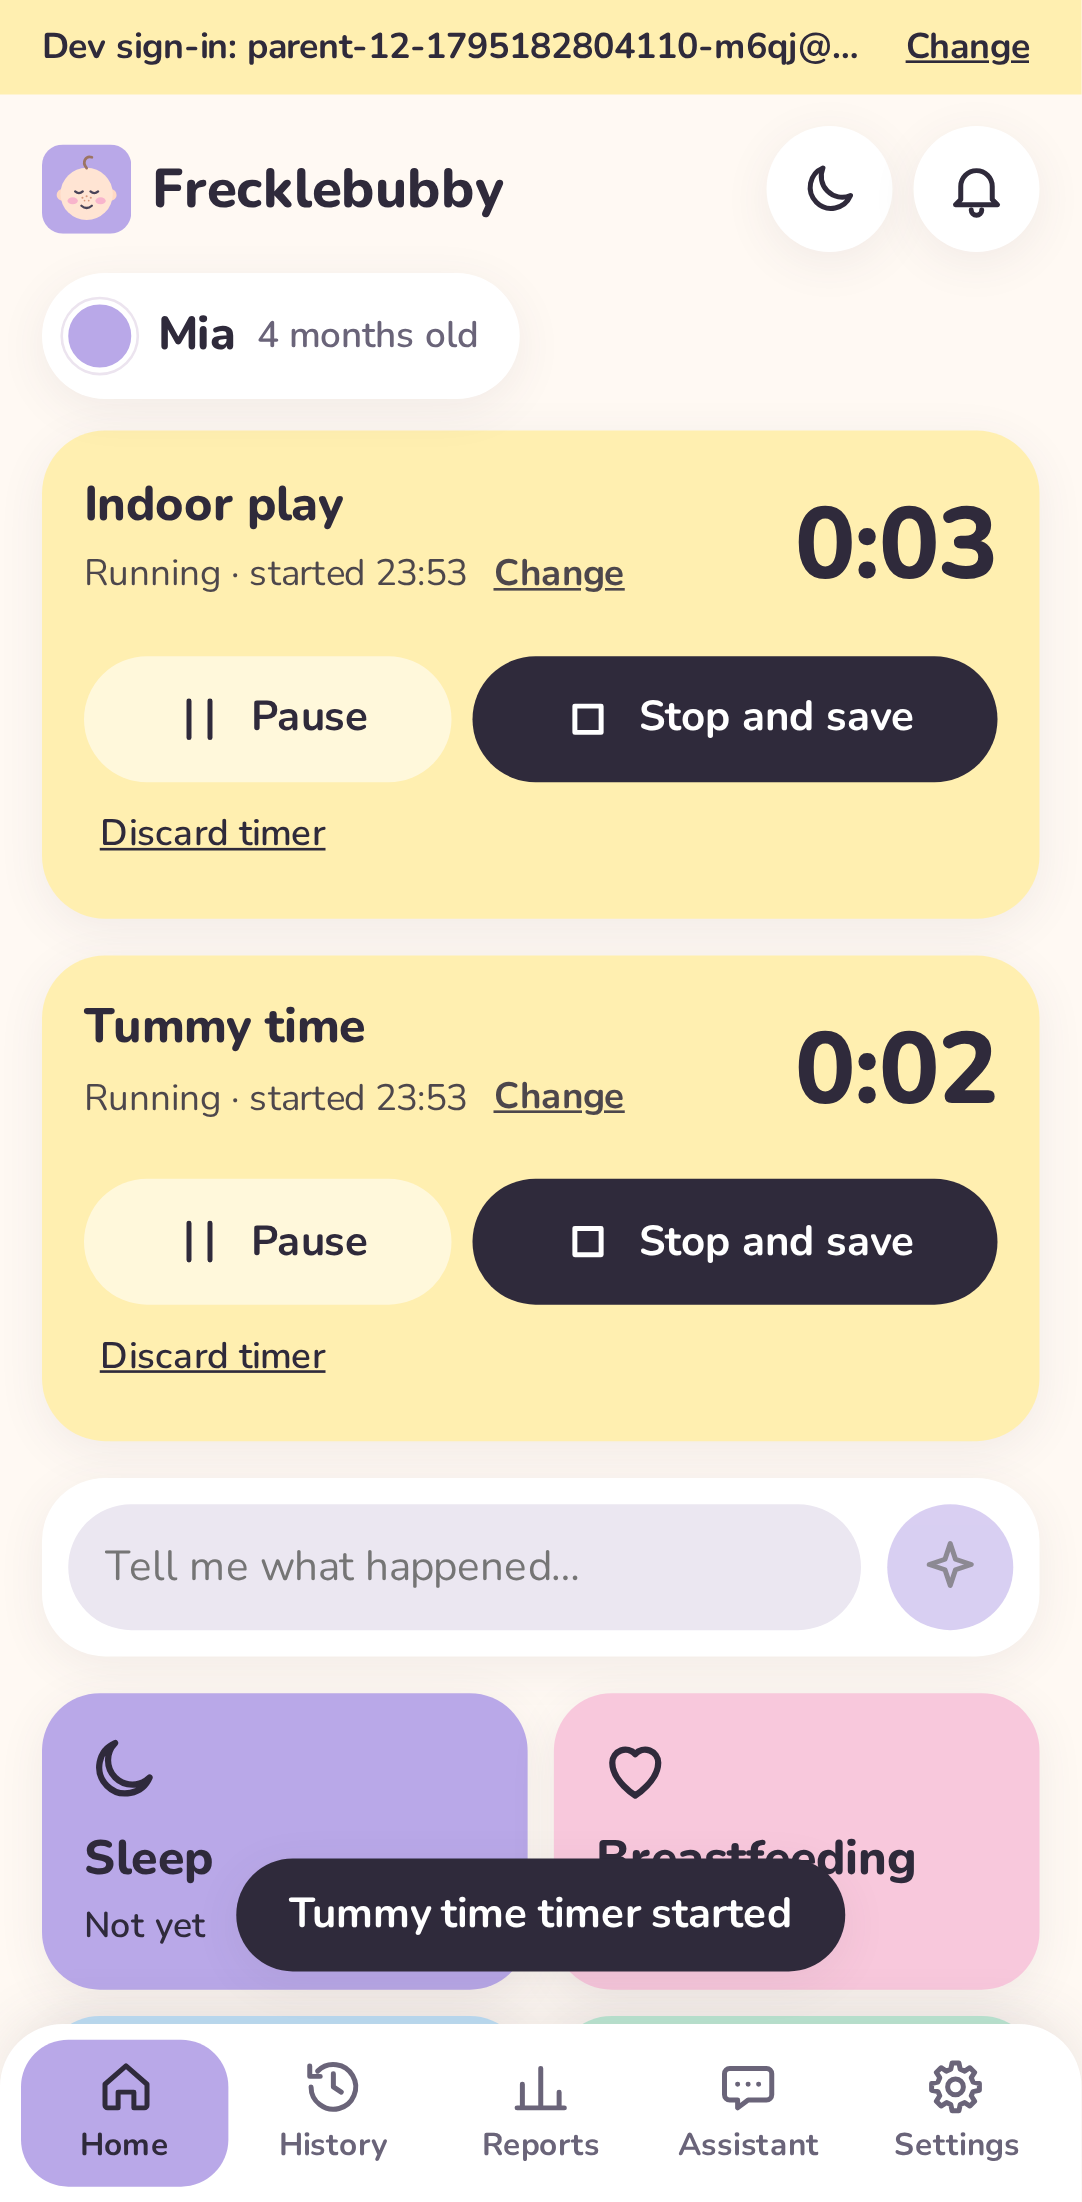 Dev sign-in: parent-12-1795182804110-m6qj@... Change
Frecklebubby
Mia 4 months old
Indoor play
0:03
Running · started 23:53 Change
Pause
Stop and save
Discard timer
Tummy time
0:02
Running · started 23:53 Change
Pause
Stop and save
Discard timer
Tell me what happened...
Sleep
Breastfeeding
Not yet
Tummy time timer started
Home
History
Reports
Assistant
Settings